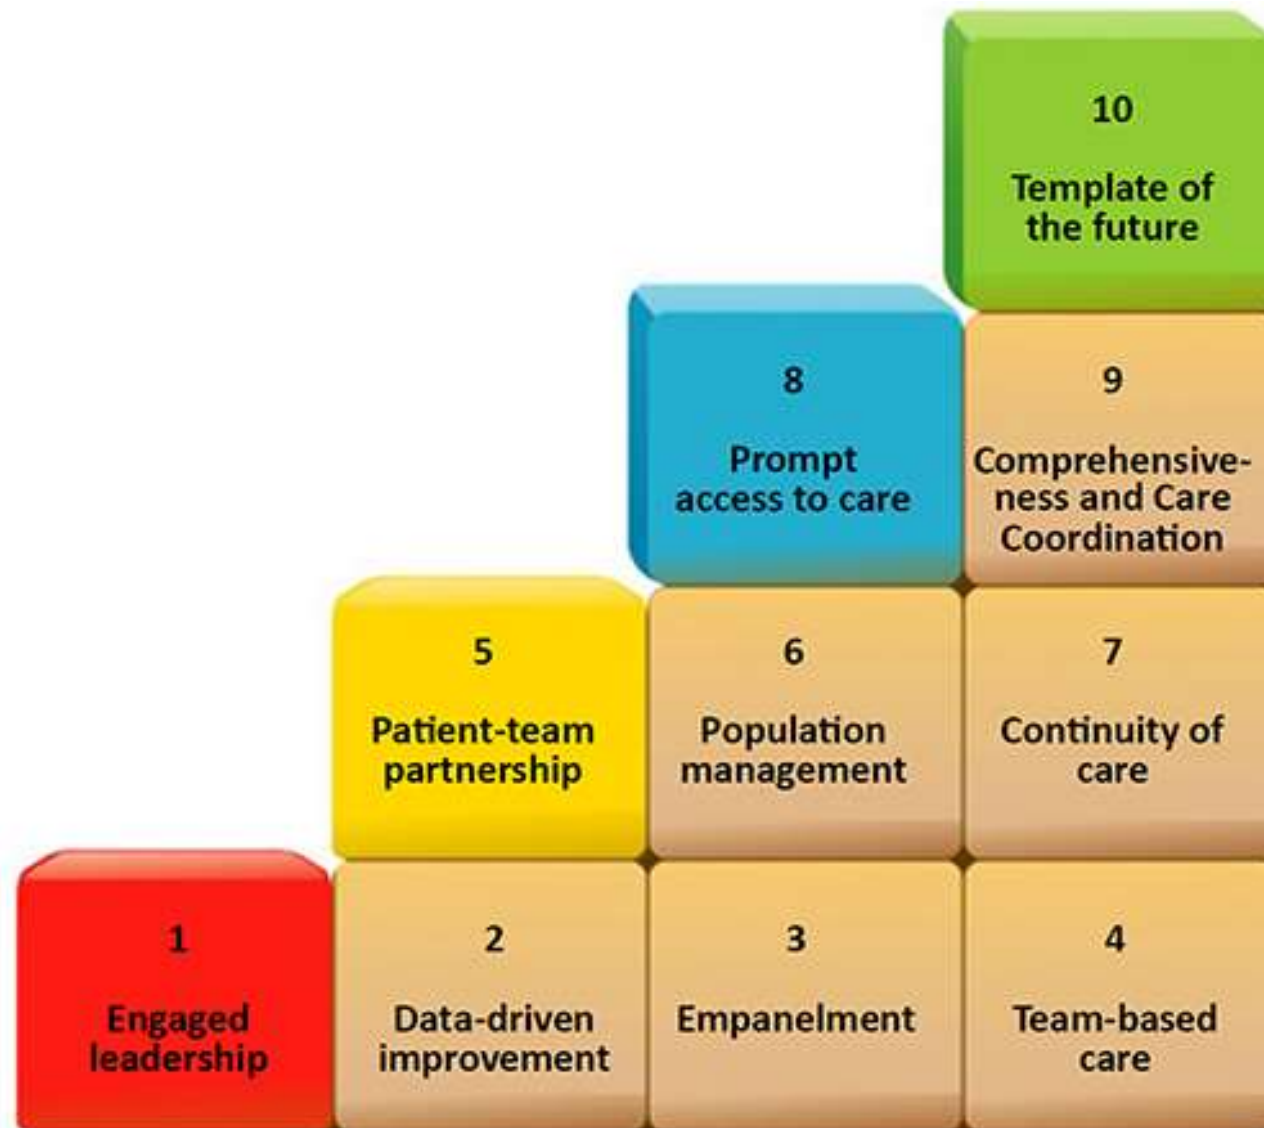 10
Template of
the future
8
Prompt
access to care
9
Comprehensive-
ness and Care
Coordination
5
Patient-team
partnership
6
Population
management
7
Continuity of
care
1
Engaged
leadership
2
Data-driven
improvement
3
Empanelment
4
Team-based
care